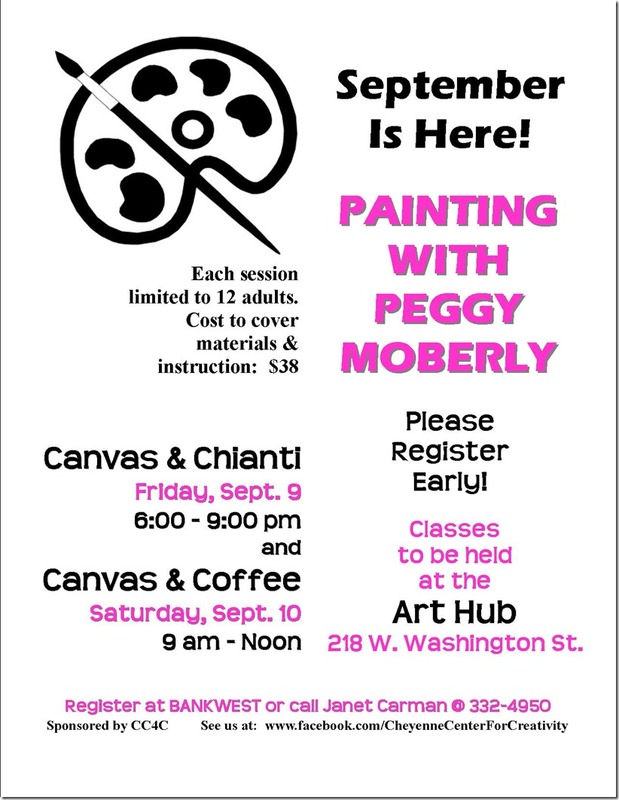 September
Is Here!
PAINTING
WITH
PEGGY
MOBERLY
Each session
limited to 12 adults.
Cost to cover
materials &
instruction: $38
Canvas & Chianti
Friday, Sept. 9
6:00 - 9:00 pm
and
Canvas & Coffee
Saturday, Sept. 10
9 am - Noon
Please
Register
Early!
Classes
to be held
at the
Art Hub
218 W. Washington St.
Register at BANKWEST or call Janet Carman @ 332-4950
Sponsored by CC4C See us at: www.facebook.com/CheyenneCenterForCreativity